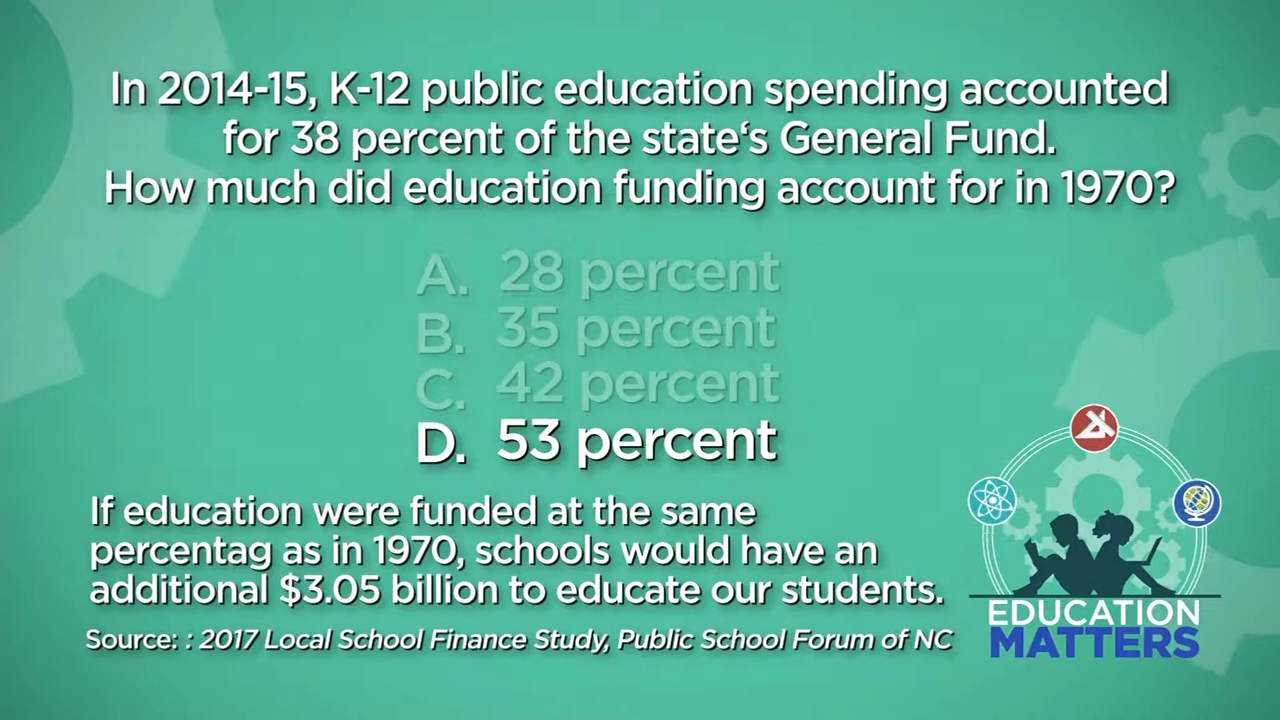 In 2014-15, K-12 public education spending accounted
for 38 percent of the state‘s General Fund.
How much did education funding account for in 1970?
A. 28 percent
B. 35 percent
C. 42 percent
D. 53 percent
If education were funded at the same
percentag as in 1970, schools would have an
additional $3.05 billion to educate our students.
Source: : 2017 Local School Finance Study, Public School Forum of NC
EDUCATION
MATTERS